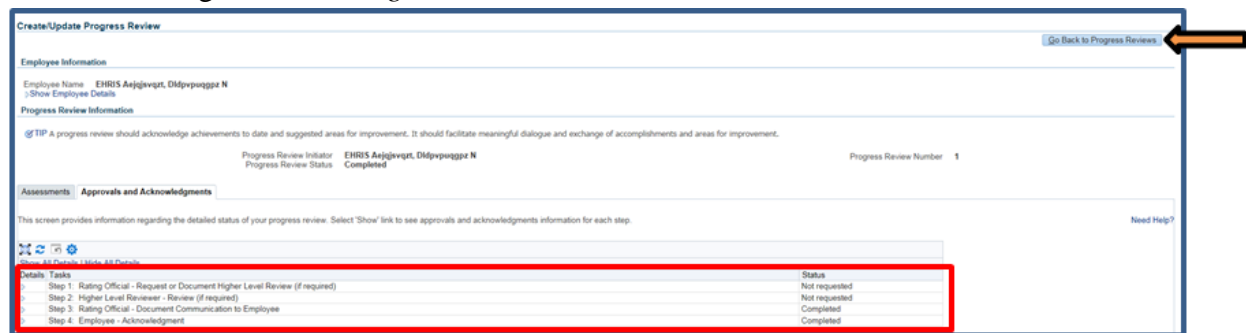 Create/Update Progress Review
Go Back to Progress Reviews
Employee Information
Employee Name EHRIS Aejqjsvqzt, Dldpvpuqgpz N
Show Employee Details
Progress Review Information
TIP A progress review should acknowledge achievements to date and suggested areas for improvement. It should facilitate meaningful dialogue and exchange of accomplishments and areas for improvement.
Progress Review Initiator EHRIS Aejqjsvqzt, Dldpvpuqgpz N Progress Review Number 1
Progress Review Status Completed
Assessments Approvals and Acknowledgments
This screen provides information regarding the detailed status of your progress review. Select 'Show' link to see approvals and acknowledgments information for each step. Need Help?
Show All Details | Hide All Details
Details Tasks Status
Step 1: Rating Official - Request or Document Higher Level Review (if required) Not requested
Step 2: Higher Level Reviewer - Review (if required) Not requested
Step 3: Rating Official - Document Communication to Employee Completed
Step 4: Employee - Acknowledgment Completed